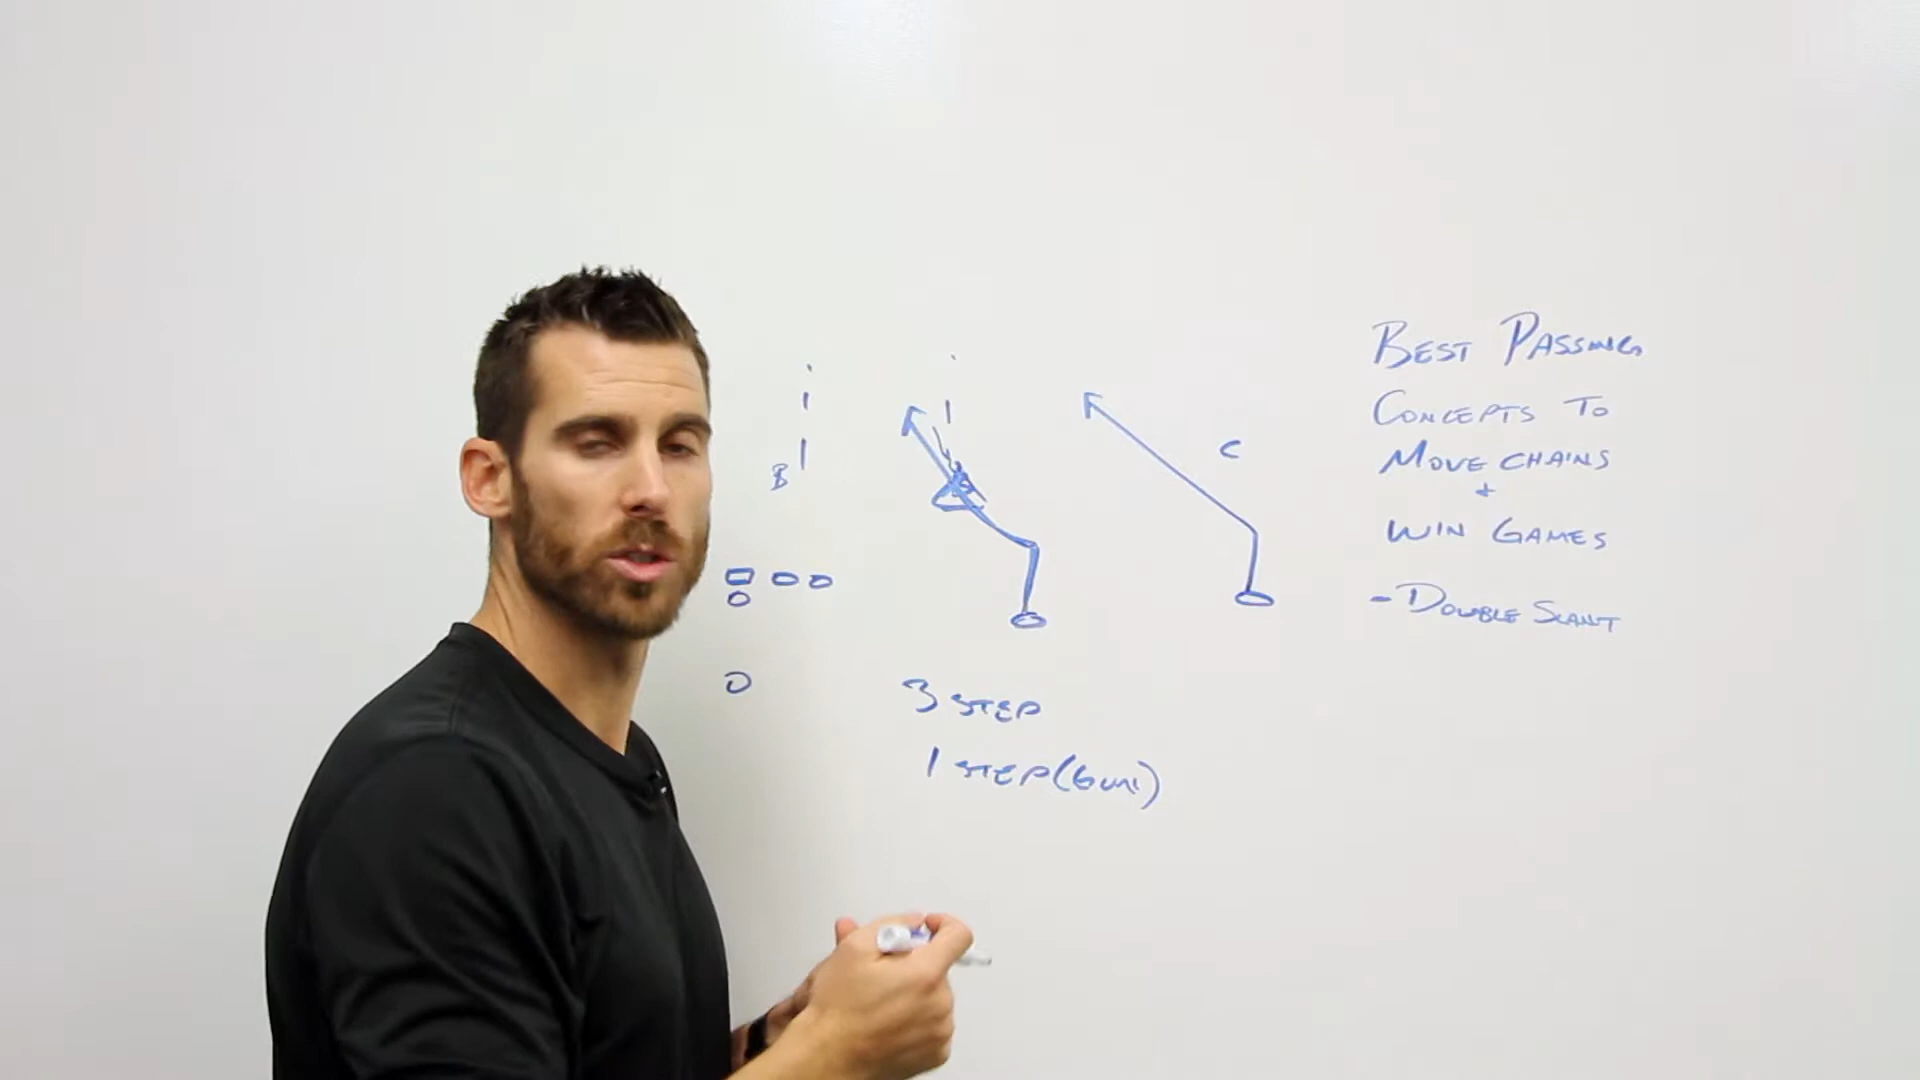 BEST PASSING
CONCEPTS TO
MOVE CHAINS
+
WIN GAMES
- DOUBLE SLANT
B
C
3 STEP
1 STEP (GUN)